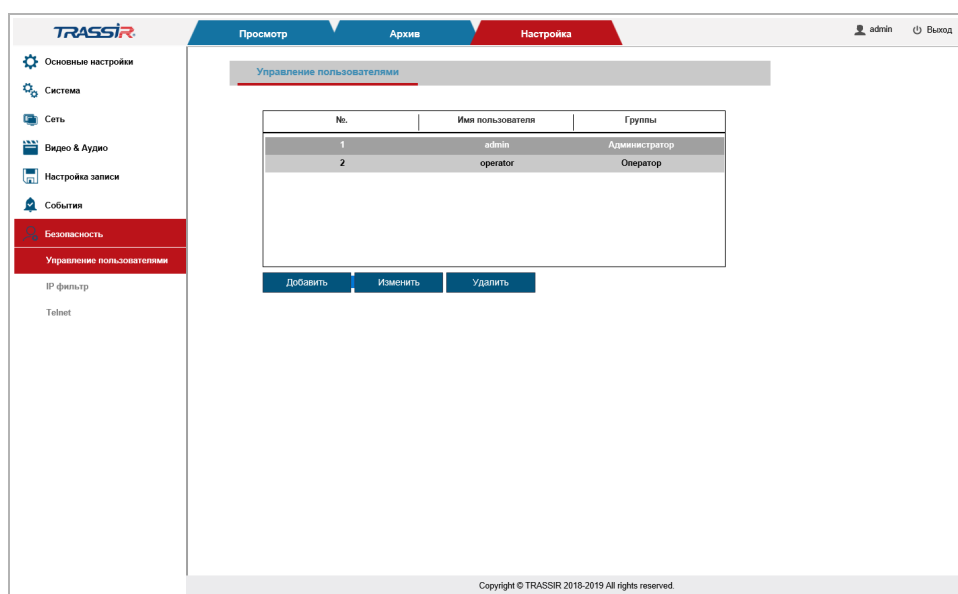 TRASSIR
Просмотр
Архив
Настройка
admin
Выход
Основные настройки
Система
Сеть
Видео & Аудио
Настройка записи
События
Безопасность
Управление пользователями
IP фильтр
Telnet
Управление пользователями
№. Имя пользователя Группы
1 admin Администратор
2 operator Оператор
Добавить
Изменить
Удалить
Copyright © TRASSIR 2018-2019 All rights reserved.